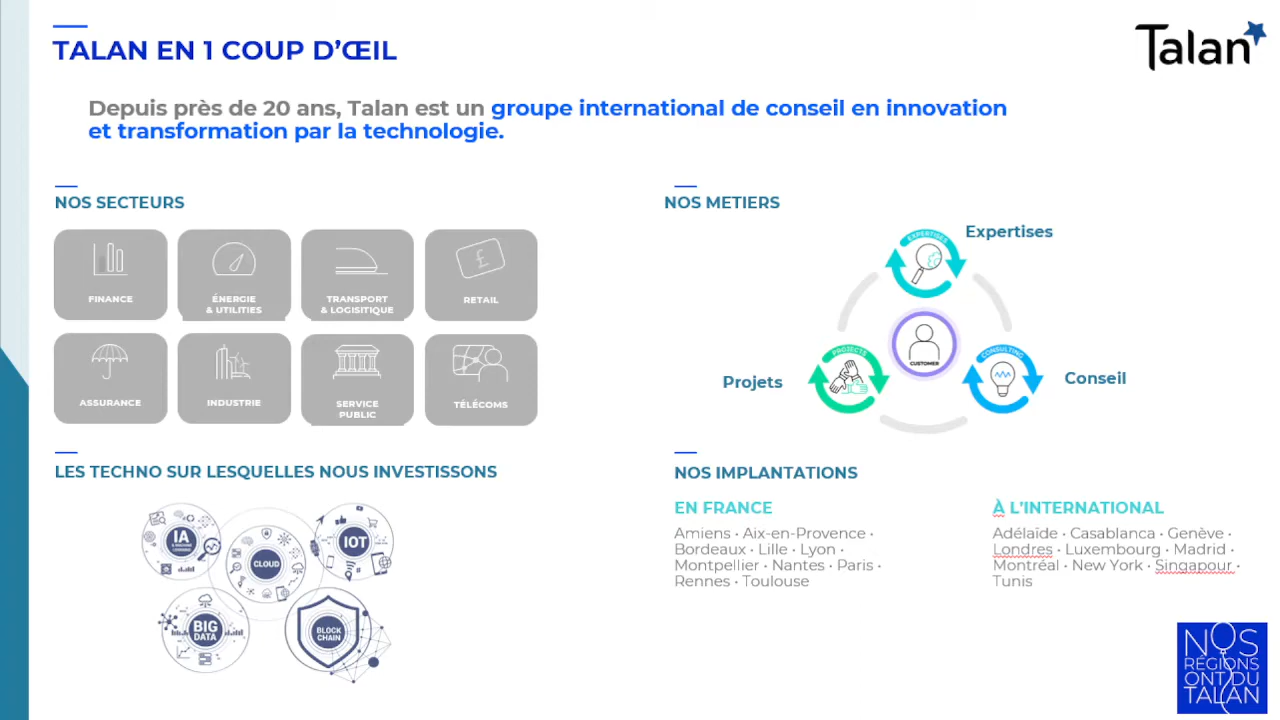 TALAN EN 1 COUP D'ŒIL
Talan
Depuis près de 20 ans, Talan est un groupe international de conseil en innovation
et transformation par la technologie.
NOS SECTEURS
FINANCE
ÉNERGIE
& UTILITIES
TRANSPORT
& LOGISITIQUE
RETAIL
ASSURANCE
INDUSTRIE
SERVICE
PUBLIC
TÉLÉCOMS
NOS METIERS
Expertises
EXPERTISES
CUSTOMER
PROJECTS
Projets
CONSULTING
Conseil
LES TECHNO SUR LESQUELLES NOUS INVESTISSONS
IA
CLOUD
IOT
BIG
DATA
BLOCK
CHAIN
NOS IMPLANTATIONS
EN FRANCE
Amiens · Aix-en-Provence ·
Bordeaux · Lille · Lyon ·
Montpellier · Nantes · Paris ·
Rennes · Toulouse
À L'INTERNATIONAL
Adélaïde · Casablanca · Genève ·
Londres · Luxembourg · Madrid ·
Montréal · New York · Singapour ·
Tunis
NOS
RÉGIONS
ONT DU
TALAN